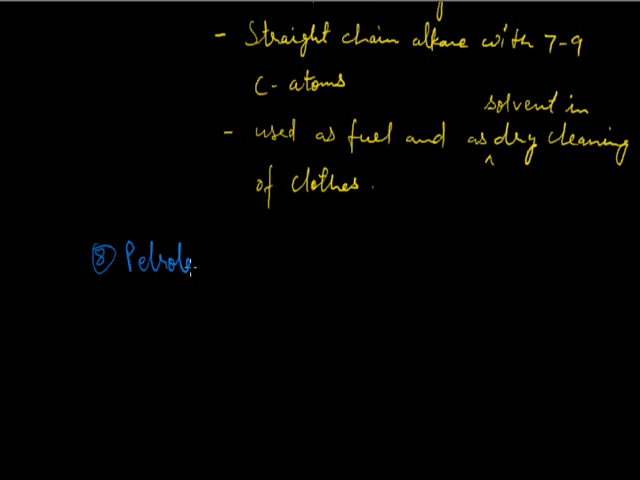 - Straight chain alkane with 7-9
C- atoms
solvent in
- used as fuel and as ^ dry cleaning
of clothes.
⑧ Petrole